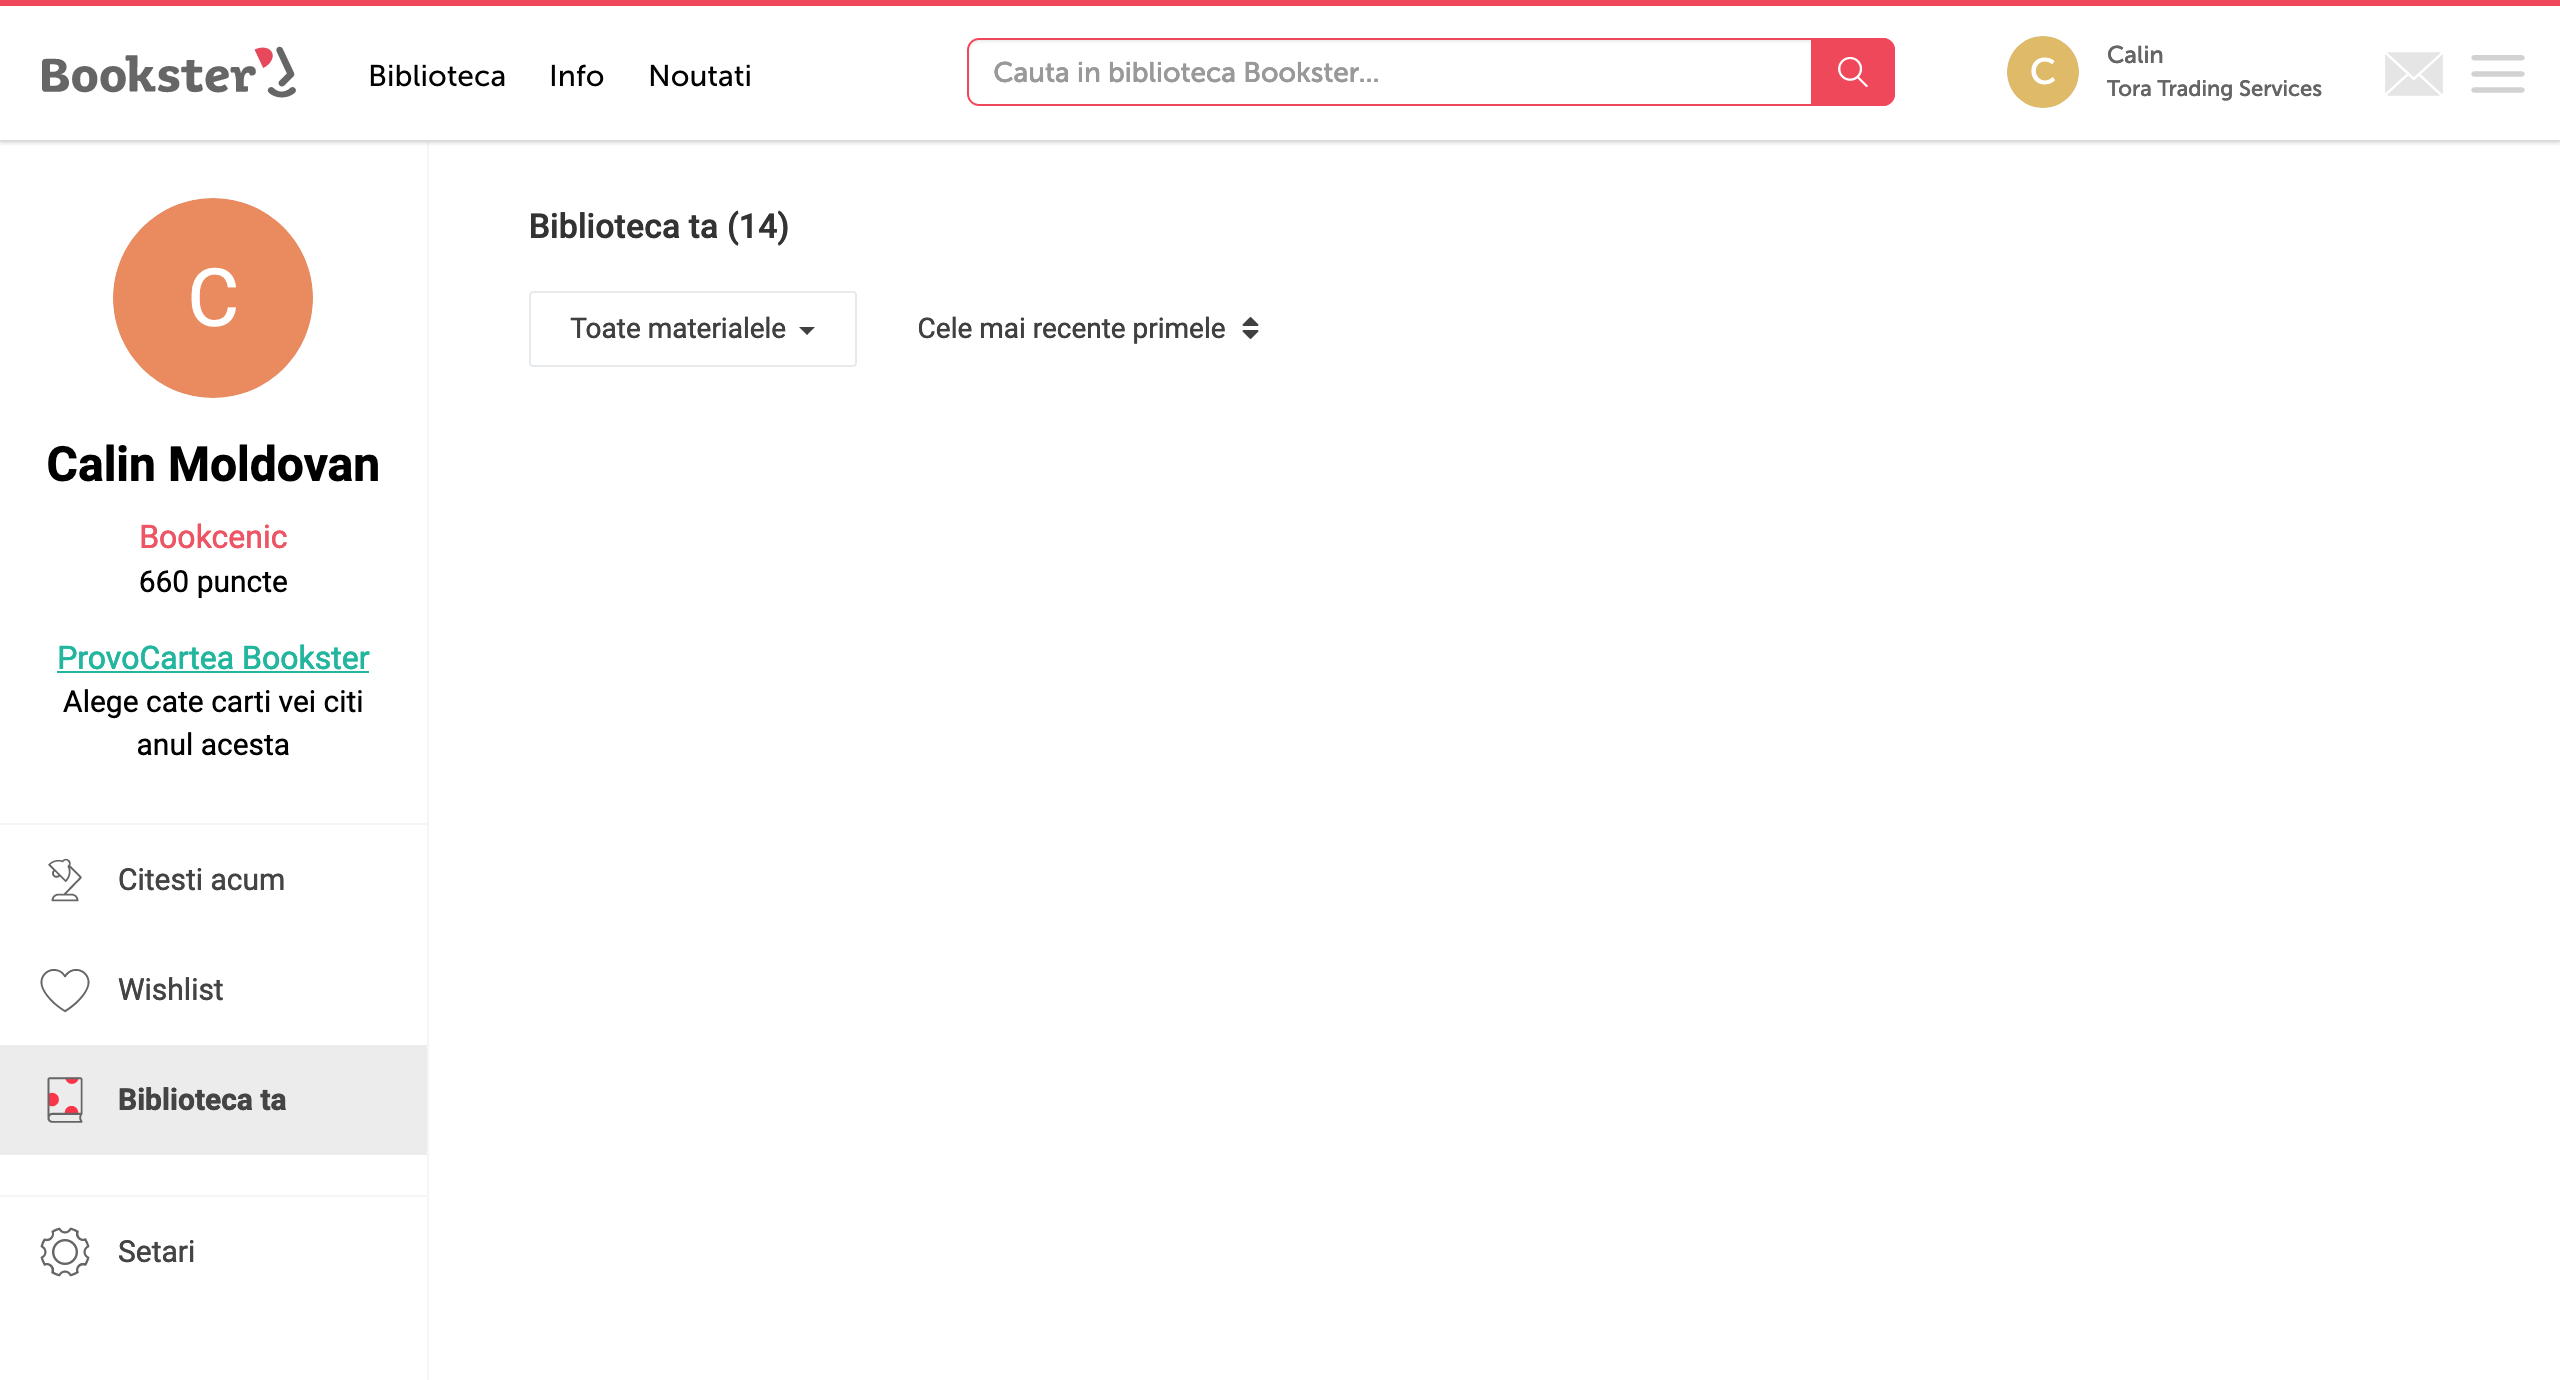 Bookster
Biblioteca
Info
Noutati
Cauta in biblioteca Bookster...
C
Calin
Tora Trading Services
C
Calin Moldovan
Bookcenic
660 puncte
ProvoCartea Bookster
Alege cate carti vei citi
anul acesta
Citesti acum
Wishlist
Biblioteca ta
Setari
Biblioteca ta (14)
Toate materialele
Cele mai recente primele